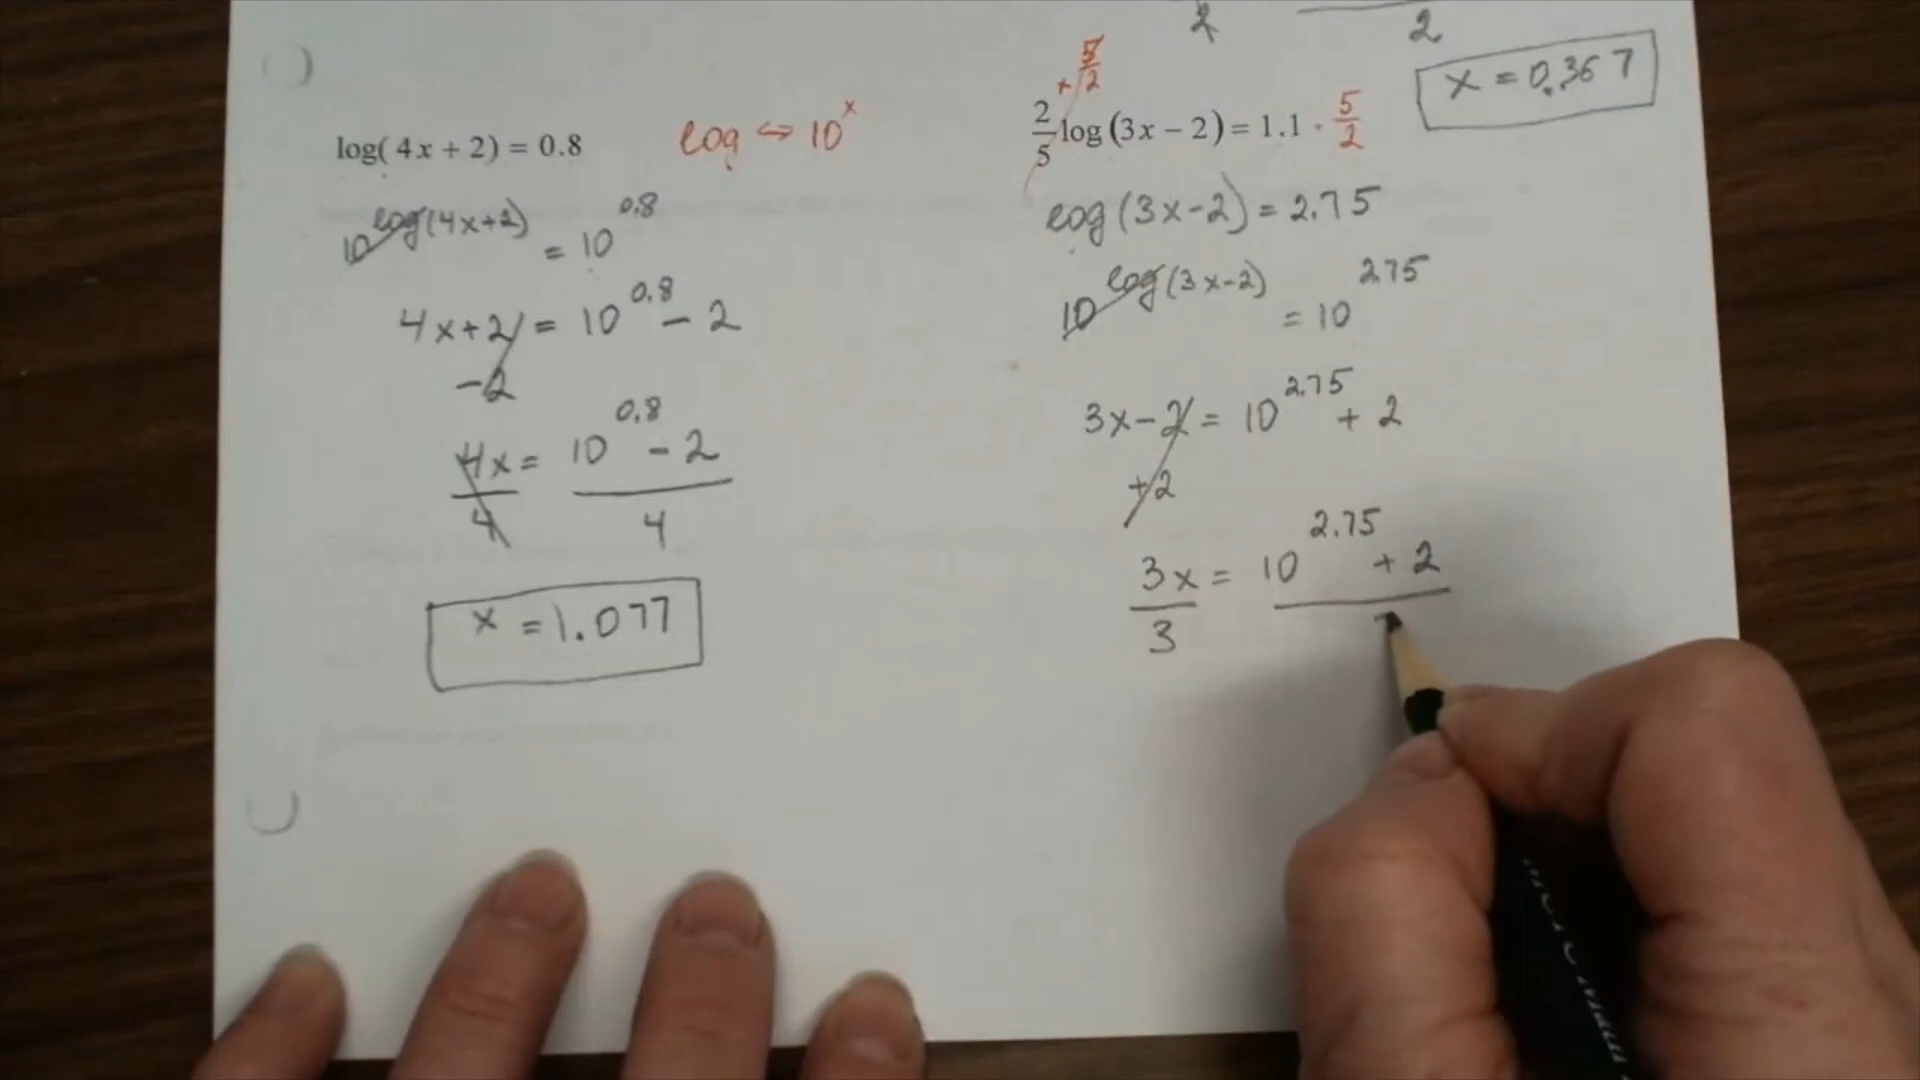 2
2
x = 0.367
log( 4x + 2) = 0.8
log ↔ 10^x
10^log(4x+2) = 10^0.8
4x+2 = 10^0.8 - 2
-2
4x = 10^0.8 - 2
4 4
x = 1.077
× 5/2
2/5 log (3x − 2) = 1.1 · 5/2
log (3x-2) = 2.75
10^log(3x-2) = 10^2.75
3x-2 = 10^2.75 + 2
+2
3x = 10^2.75 + 2
3